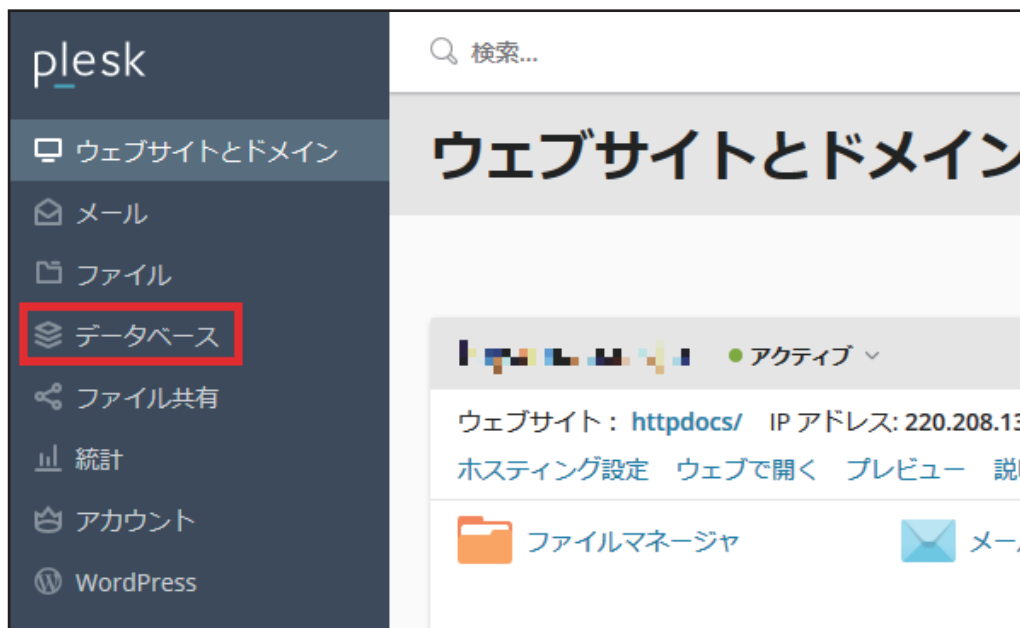 plesk
検索...
ウェブサイトとドメイン
ウェブサイトとドメイン
メール
ファイル
データベース
ファイル共有
統計
アカウント
WordPress
アクティブ
ウェブサイト : httpdocs/ IP アドレス: 220.208.13
ホスティング設定 ウェブで開く プレビュー
ファイルマネージャ
メー